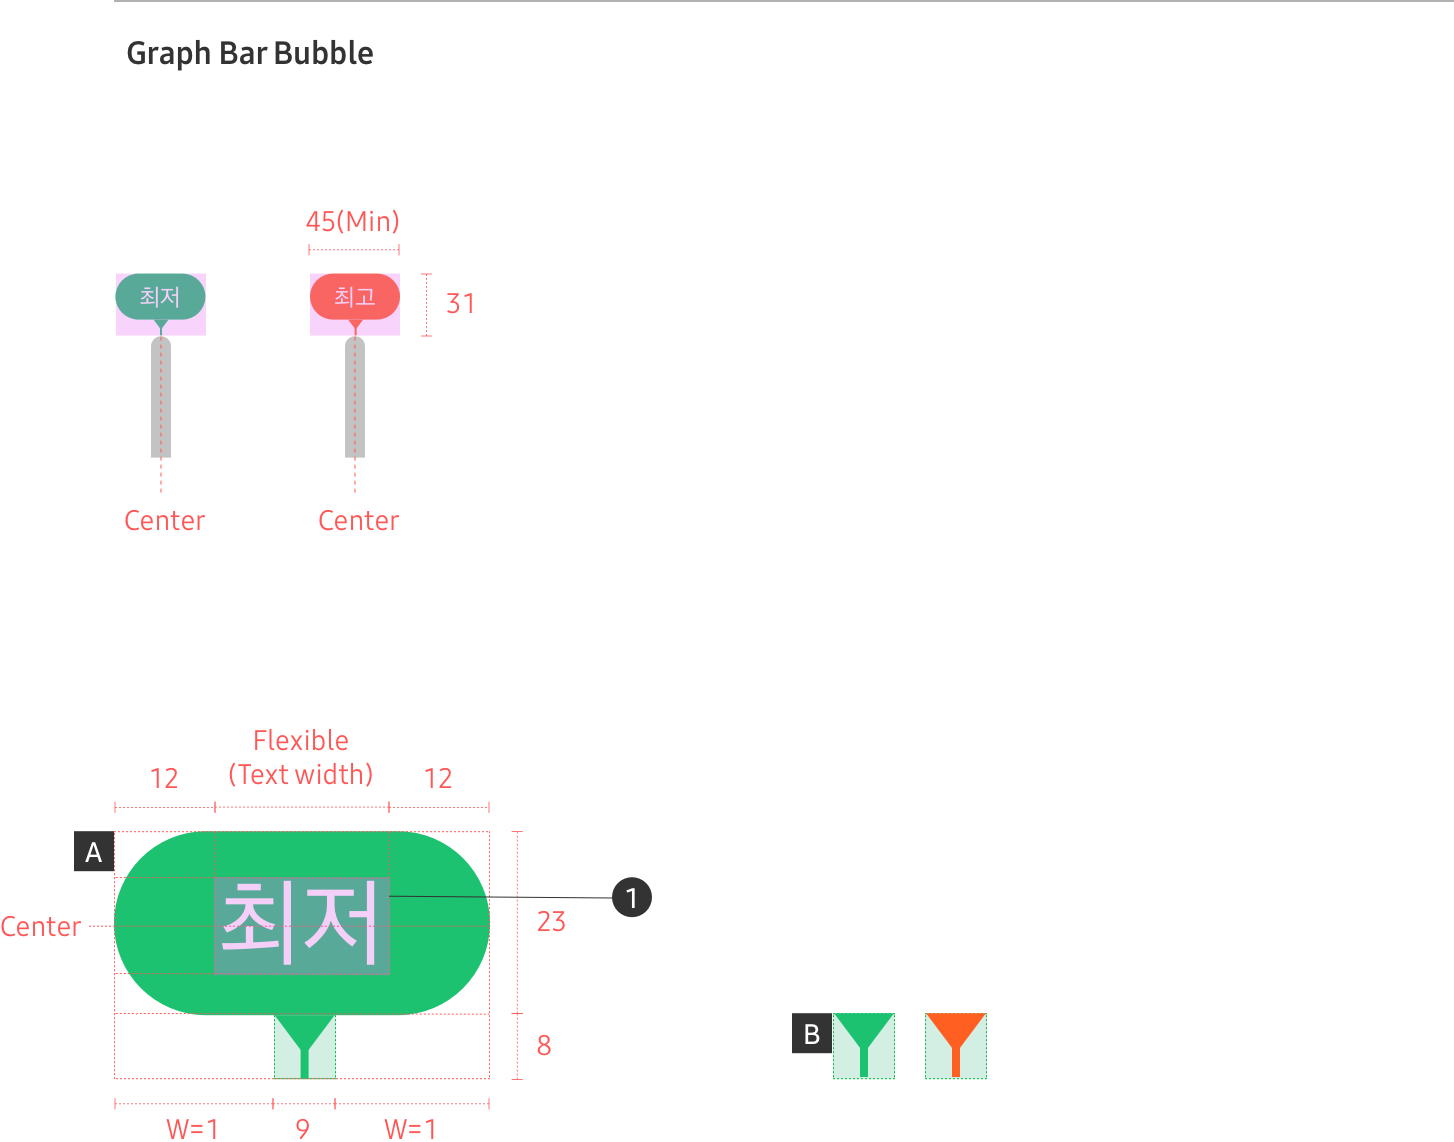 Graph Bar Bubble
45(Min)
최저
최고
31
Center
Center
Flexible
(Text width)
12
12
A
최저
1
Center
23
8
B
W=1
9
W=1